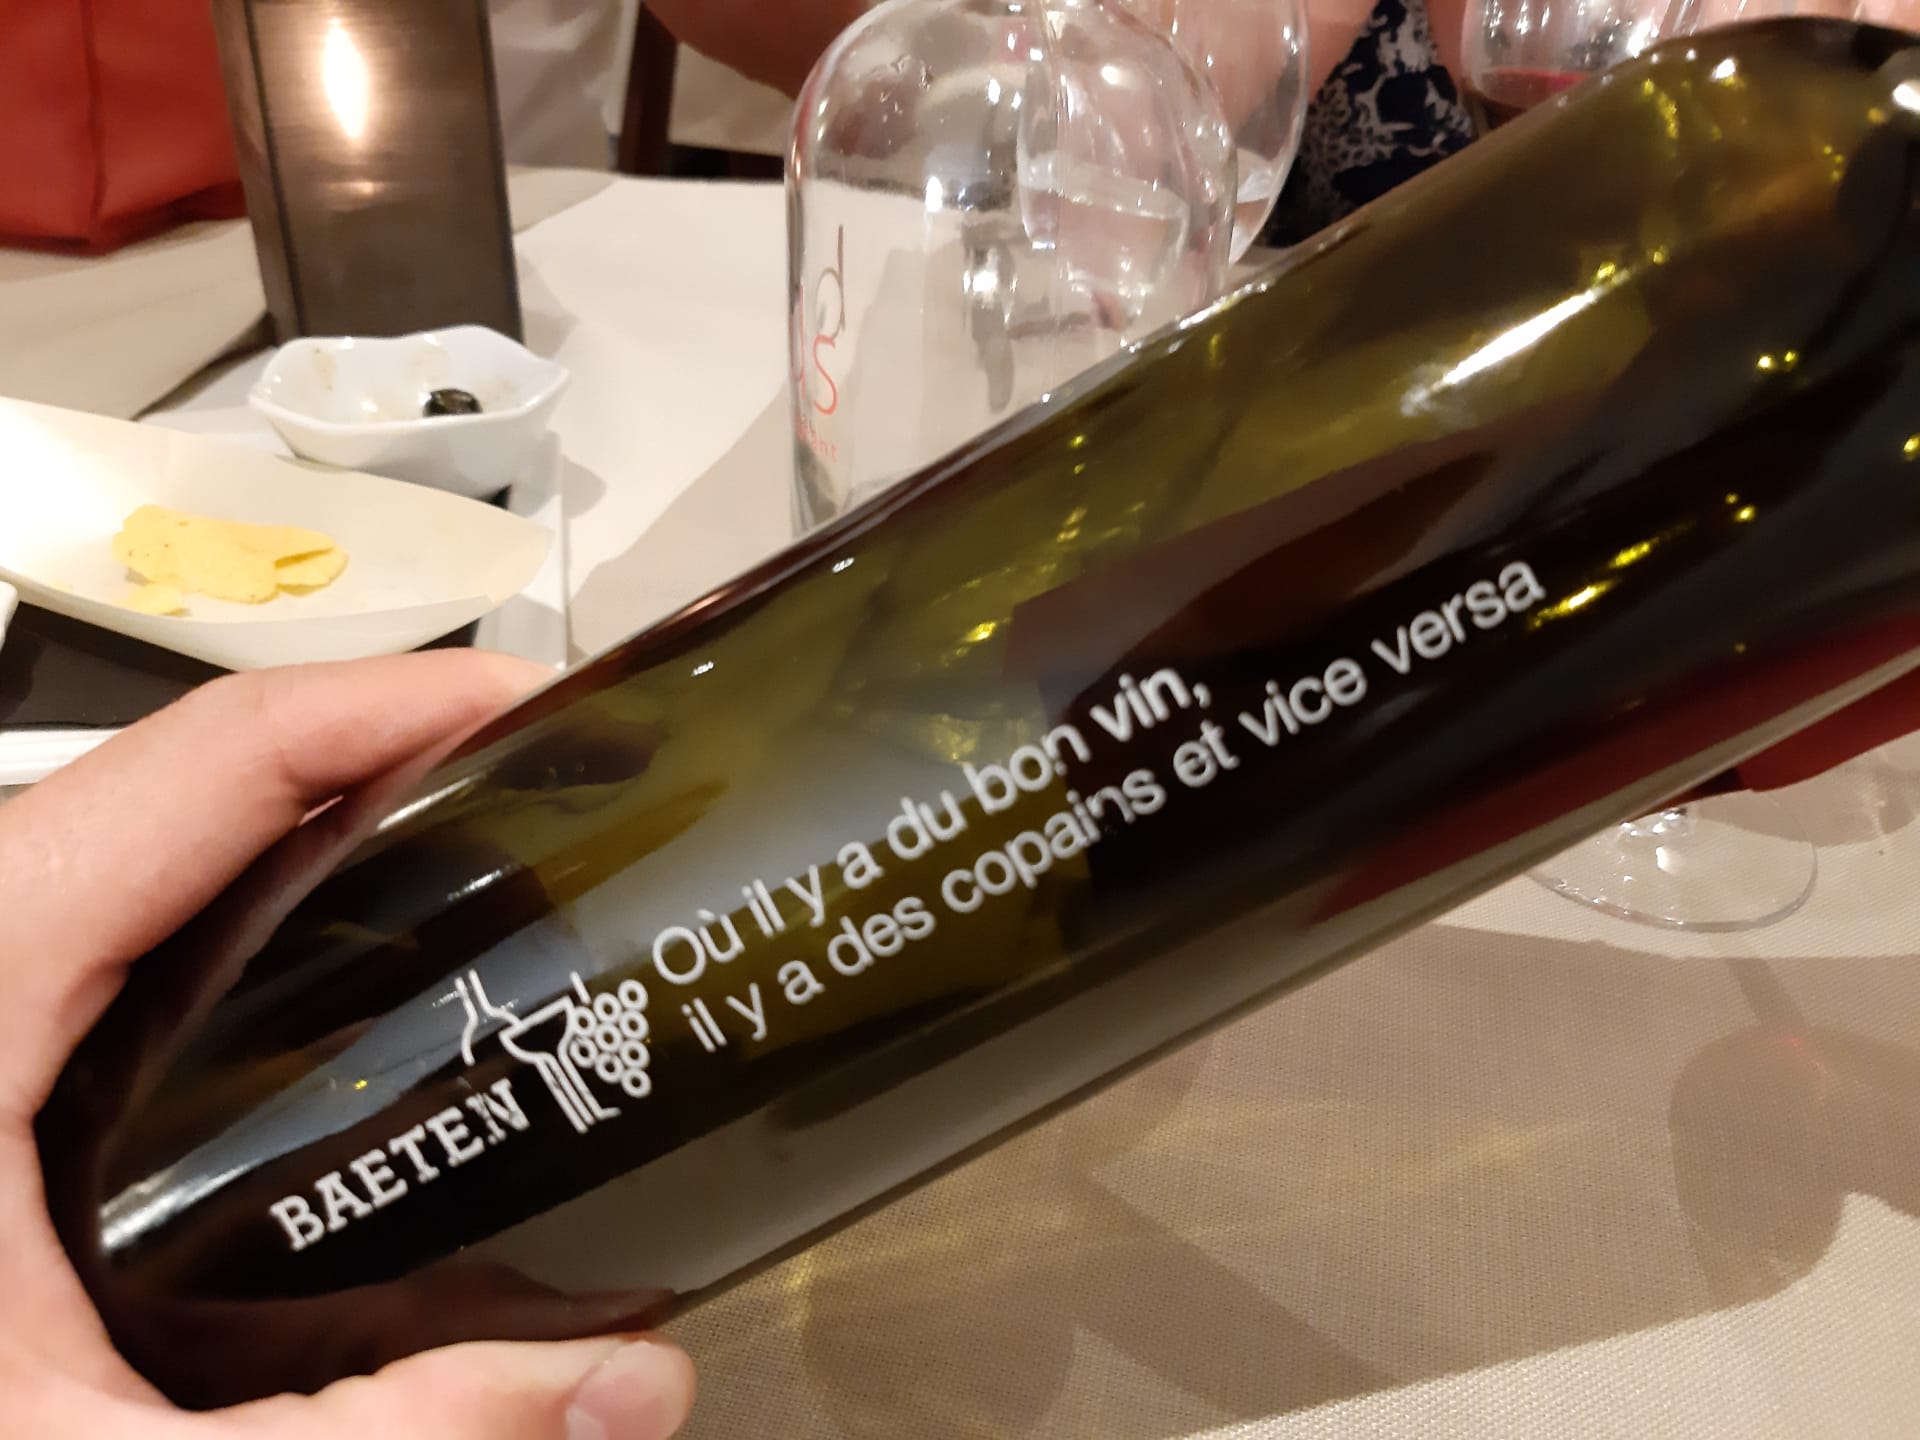 BAETEN
Où il y a du bon vin,
il y a des copains et vice versa